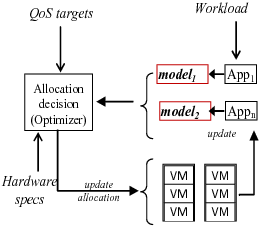 QoS targets
Workload
Allocation
decision
(Optimizer)
model1
App1
model2
Appn
update
Hardware
specs
update
allocation
VM
VM
VM
VM
VM
VM